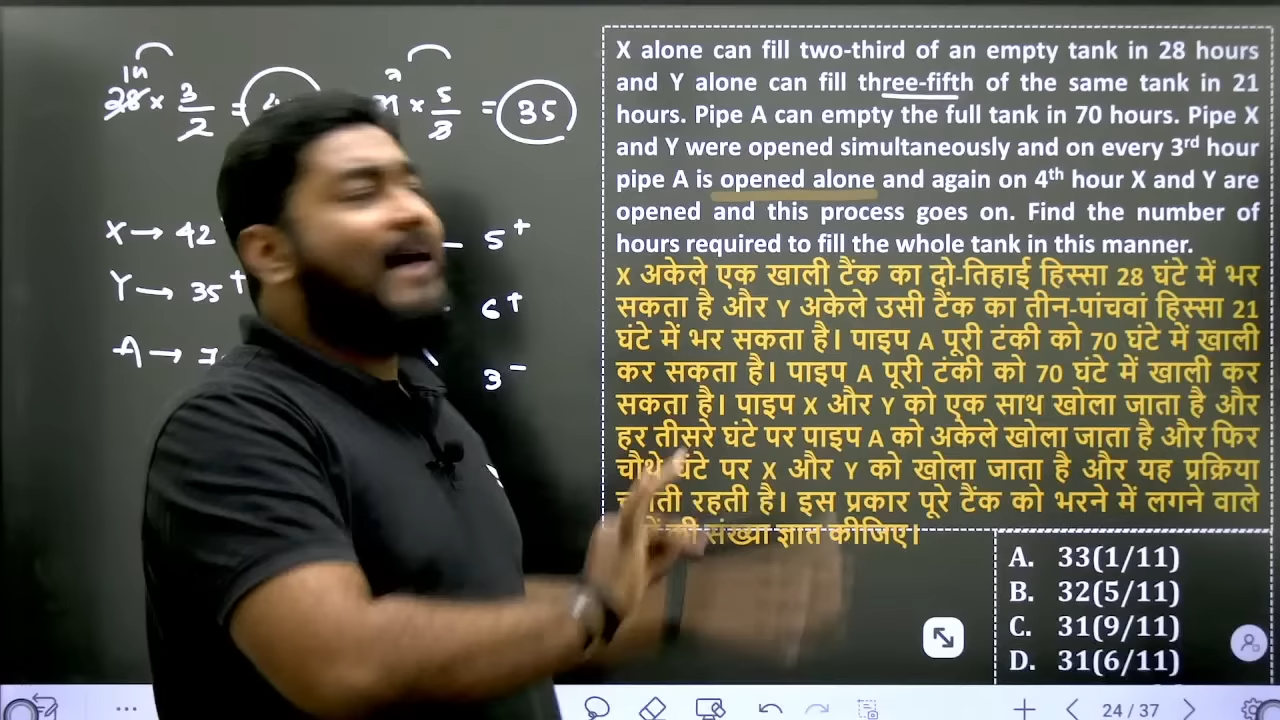 14
28 × 3/2 = 4
7
21 × 5/3 = 35
X → 42
5+
Y → 35+
6+
A → 7
3−
X alone can fill two-third of an empty tank in 28 hours
and Y alone can fill three-fifth of the same tank in 21
hours. Pipe A can empty the full tank in 70 hours. Pipe X
and Y were opened simultaneously and on every 3rd hour
pipe A is opened alone and again on 4th hour X and Y are
opened and this process goes on. Find the number of
hours required to fill the whole tank in this manner.
X अकेले एक खाली टैंक का दो-तिहाई हिस्सा 28 घंटे में भर
सकता है और Y अकेले उसी टैंक का तीन-पांचवां हिस्सा 21
घंटे में भर सकता है। पाइप A पूरी टंकी को 70 घंटे में खाली
कर सकता है। पाइप A पूरी टंकी को 70 घंटे में खाली कर
सकता है। पाइप X और Y को एक साथ खोला जाता है और
हर तीसरे घंटे पर पाइप A को अकेले खोला जाता है और फिर
चौथे घंटे पर X और Y को खोला जाता है और यह प्रक्रिया
रहती है। इस प्रकार पूरे टैंक को भरने में लगने वाले
की संख्या ज्ञात कीजिए।
A. 33(1/11)
B. 32(5/11)
C. 31(9/11)
D. 31(6/11)
24 / 37